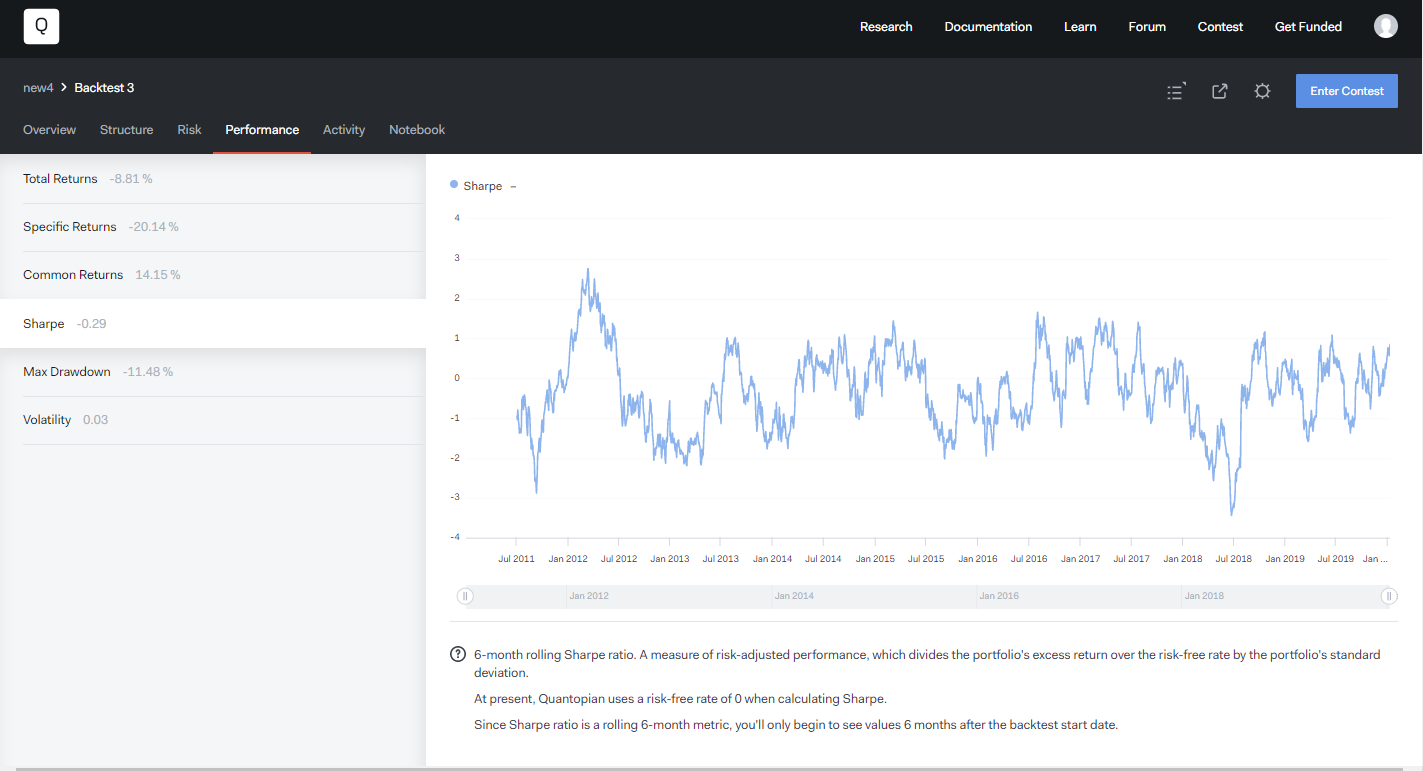 Q
Research Documentation Learn Forum Contest Get Funded
new4 > Backtest 3
Enter Contest
Overview Structure Risk Performance Activity Notebook
Total Returns -8.81 %
Specific Returns -20.14 %
Common Returns 14.15 %
Sharpe -0.29
Max Drawdown -11.48 %
Volatility 0.03
Sharpe –
4
3
2
1
0
-1
-2
-3
-4
Jul 2011 Jan 2012 Jul 2012 Jan 2013 Jul 2013 Jan 2014 Jul 2014 Jan 2015 Jul 2015 Jan 2016 Jul 2016 Jan 2017 Jul 2017 Jan 2018 Jul 2018 Jan 2019 Jul 2019 Jan ...
Jan 2012 Jan 2014 Jan 2016 Jan 2018
? 6-month rolling Sharpe ratio. A measure of risk-adjusted performance, which divides the portfolio's excess return over the risk-free rate by the portfolio's standard
deviation.
At present, Quantopian uses a risk-free rate of 0 when calculating Sharpe.
Since Sharpe ratio is a rolling 6-month metric, you'll only begin to see values 6 months after the backtest start date.